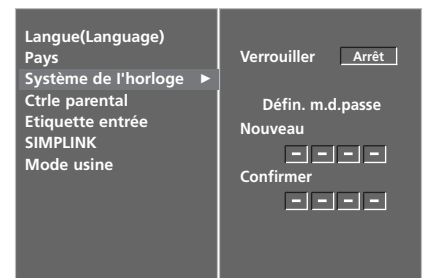 Langue(Language)
Pays
Système de l'horloge ►
Ctrle parental
Etiquette entrée
SIMPLINK
Mode usine
Verrouiller Arrêt
Défin. m.d.passe
Nouveau
– – – –
Confirmer
– – – –